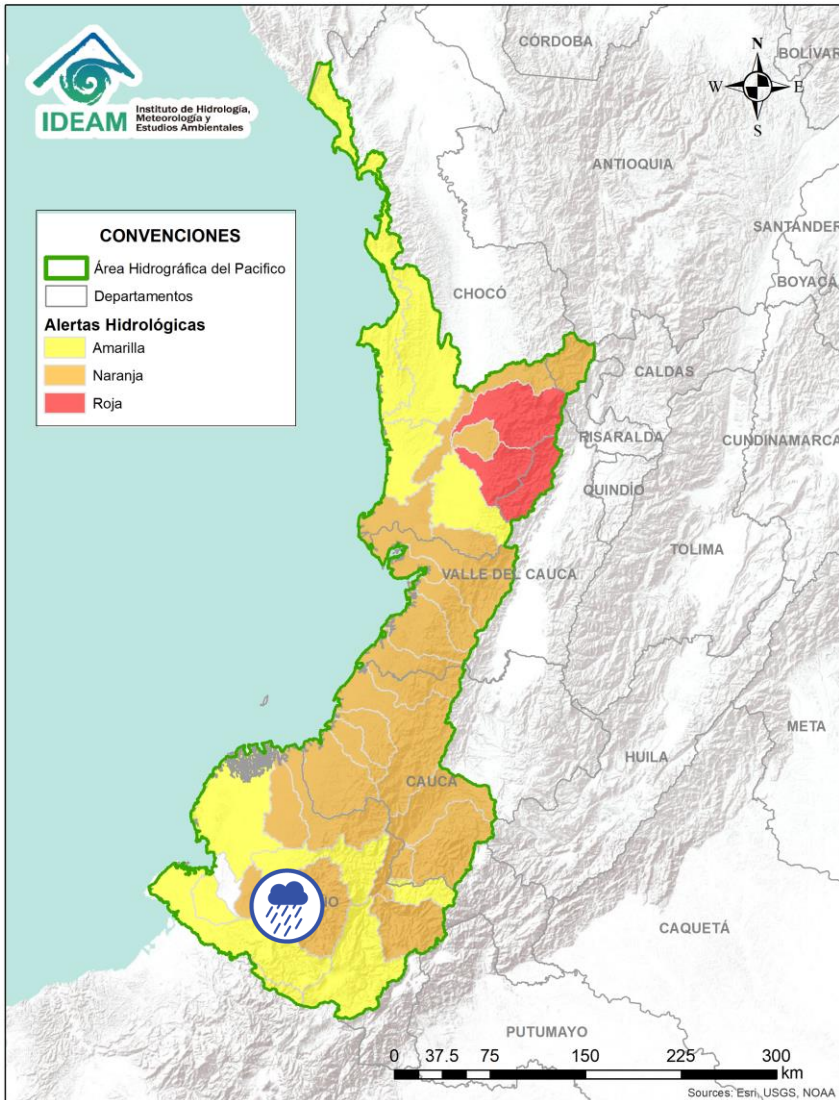 IDEAM
Instituto de Hidrología,
Meteorología y
Estudios Ambientales
CÓRDOBA
BOLÍVAR
N
W
E
S
ANTIOQUIA
SANTANDER
BOYACÁ
CONVENCIONES
Área Hidrográfica del Pacifico
Departamentos
Alertas Hidrológicas
Amarilla
Naranja
Roja
CHOCÓ
CALDAS
RISARALDA
CUNDINAMARCA
QUINDÍO
TOLIMA
VALLE DEL CAUCA
META
HUILA
CAUCA
CAQUETÁ
PUTUMAYO
0 37.5 75 150 225 300
km
Sources: Esri, USGS, NOAA